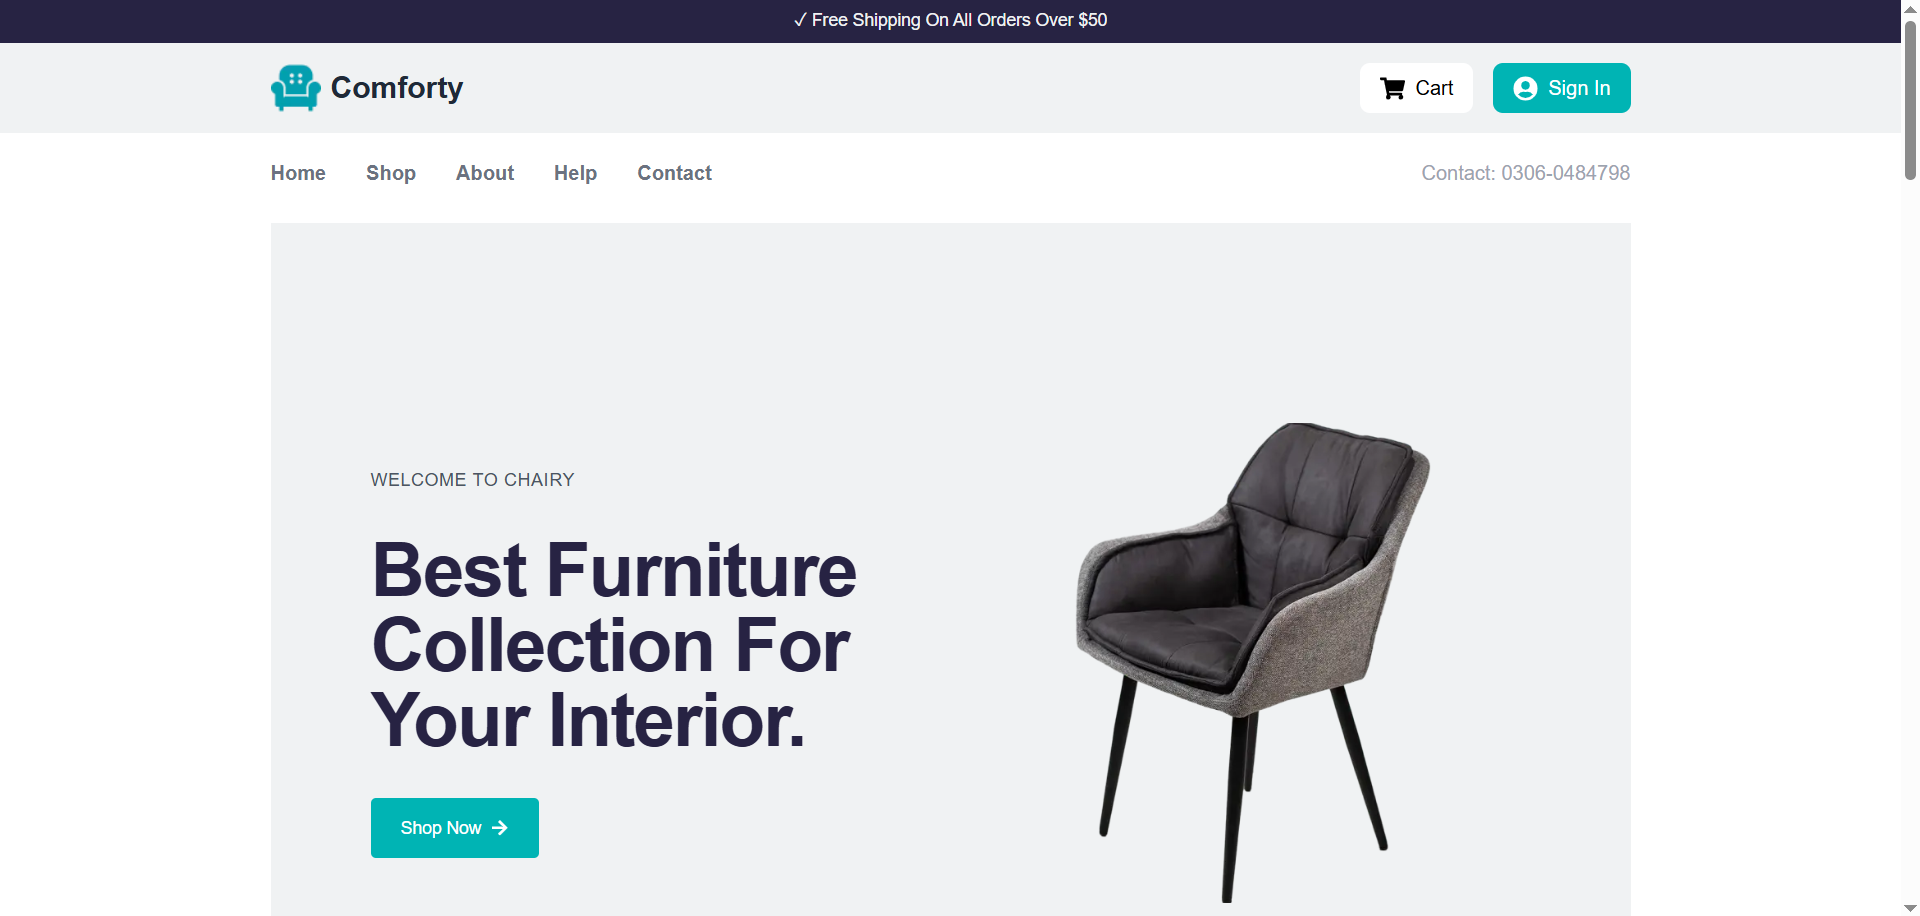 ✓ Free Shipping On All Orders Over $50
Comforty
Cart
Sign In
Home
Shop
About
Help
Contact
Contact: 0306-0484798
WELCOME TO CHAIRY
Best Furniture
Collection For
Your Interior.
Shop Now →